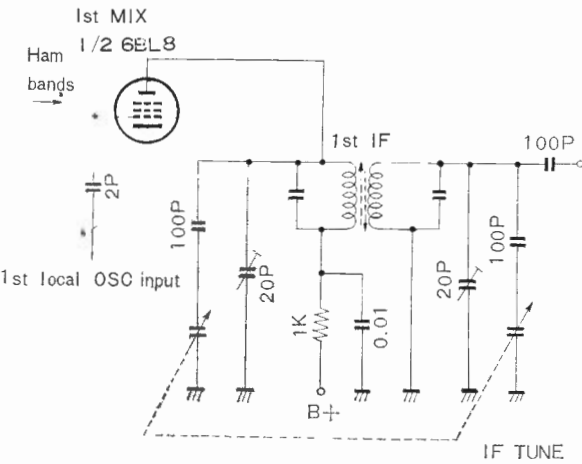 1st MIX
1/2 6BL8
Ham
bands
1st IF
100P
2P
100P
20P
1K
0.01
20P
100P
1st local OSC input
B+
IF TUNE